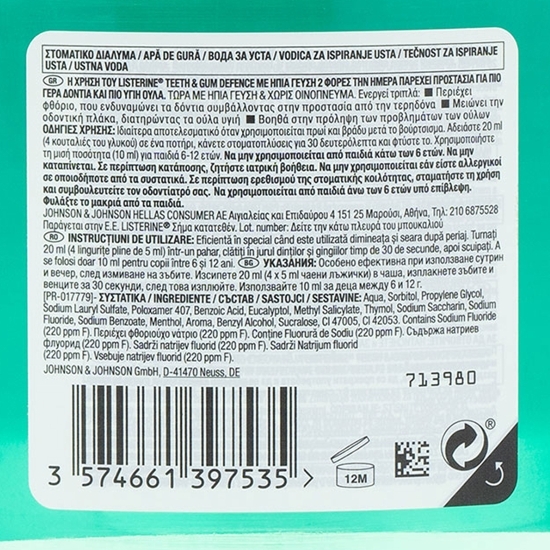 ΣΤΟΜΑΤΙΚΟ ΔΙΑΛΥΜΑ / APĂ DE GURĂ / ВОДА ЗА УСТА / VODICA ZA ISPIRANJE USTA / TEČNOST ZA ISPIRANJE
USTA / USTNA VODA
GR Η ΧΡΗΣΗ ΤΟΥ LISTERINE® TEETH & GUM DEFENCE ΜΕ ΗΠΙΑ ΓΕΥΣΗ 2 ΦΟΡΕΣ ΤΗΝ ΗΜΕΡΑ ΠΑΡΕΧΕΙ ΠΡΟΣΤΑΣΙΑ ΓΙΑ ΠΙΟ
ΓΕΡΑ ΔΟΝΤΙΑ ΚΑΙ ΠΙΟ ΥΓΙΗ ΟΥΛΑ. ΤΩΡΑ ΜΕ ΗΠΙΑ ΓΕΥΣΗ & ΧΩΡΙΣ ΟΙΝΟΠΝΕΥΜΑ. Ενεργεί τριπλά: ■ Περιέχει
φθόριο, που ενδυναμώνει τα δόντια συμβάλλοντας στην προστασία από την τερηδόνα ■ Μειώνει την
οδοντική πλάκα, διατηρώντας τα ούλα υγιή ■ Βοηθά στην πρόληψη των προβλημάτων των ούλων
ΟΔΗΓΙΕΣ ΧΡΗΣΗΣ: Ιδιαίτερα αποτελεσματικό όταν χρησιμοποιείται πρωί και βράδυ μετά το βούρτσισμα. Αδειάστε 20 ml
(4 κουταλιές του γλυκού) σε ένα ποτήρι, κάνετε στοματοπλύσεις για 30 δευτερόλεπτα και φτύστε το. Χρησιμοποιήστε
τη μισή ποσότητα (10 ml) για παιδιά 6-12 ετών. Να μην χρησιμοποιείται από παιδιά κάτω των 6 ετών. Να μην
καταπίνεται. Σε περίπτωση κατάποσης, ζητήστε ιατρική βοήθεια. Να μην χρησιμοποιείται εάν είστε αλλεργικοί
σε οποιοδήποτε από τα συστατικά. Σε περίπτωση ερεθισμού της στοματικής κοιλότητας, σταματήστε τη χρήση
και συμβουλευτείτε τον οδοντίατρό σας. Να χρησιμοποιείται από παιδιά άνω των 6 ετών υπό επίβλεψη.
Φυλάξτε το μακριά από τα παιδιά.
JOHNSON & JOHNSON HELLAS CONSUMER AE Αιγιαλείας και Επιδαύρου 4 151 25 Μαρούσι, Αθήνα, Τηλ: 210 6875528
Παράγεται στην Ε.Ε. LISTERINE® Σήμα κατατεθέν. Lot. number: Δείτε την κάτω πλευρά του μπουκαλιού
RO INSTRUCŢIUNI DE UTILIZARE: Eficienţă în special când este utilizată dimineaţa şi seara după periaj. Turnaţi
20 ml (4 linguriţe pline de 5 ml) într-un pahar, clătiţi în jurul dinţilor şi gingiilor timp de 30 de secunde, apoi scuipaţi. A
se folosi doar 10 ml pentru copii între 6 şi 12 ani. BG УКАЗАНИЯ: Особено ефективна при използване сутрин
и вечер, след измиване на зъбите. Изсипете 20 ml (4 x 5 ml чаени лъжички) в чаша, изплакнете зъбите и
венците за 30 секунди, след това изплюйте. Използвайте 10 ml за деца между 6 и 12 г.
[PR-017779]- ΣΥΣΤΑΤΙΚΑ / INGREDIENTE / СЪСТАВ / SASTOJCI / SESTAVINE: Aqua, Sorbitol, Propylene Glycol,
Sodium Lauryl Sulfate, Poloxamer 407, Benzoic Acid, Eucalyptol, Methyl Salicylate, Thymol, Sodium Saccharin, Sodium
Fluoride, Sodium Benzoate, Menthol, Aroma, Benzyl Alcohol, Sucralose, CI 47005, CI 42053. Contains Sodium Fluoride
(220 ppm F). Περιέχει φθοριούχο νάτριο (220 ppm F). Conţine Fluorură de Sodiu (220 ppm F). Съдържа натриев
флуорид (220 ppm F). Sadrži natrijev fluorid (220 ppm F). Sadrži Natrijum fluorid
(220 ppm F). Vsebuje natrijev fluorid (220 ppm F).
JOHNSON & JOHNSON GmbH, D-41470 Neuss, DE
713980
3 574661 397535
12M
®